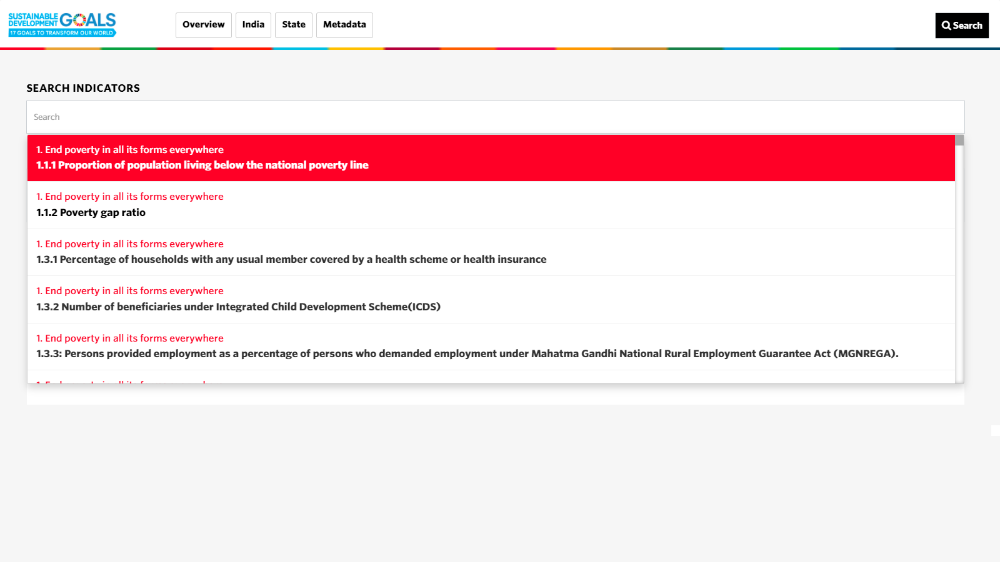 SUSTAINABLE DEVELOPMENT GOALS
17 GOALS TO TRANSFORM OUR WORLD
Overview
India
State
Metadata
Search
SEARCH INDICATORS
Search
1. End poverty in all its forms everywhere
1.1.1 Proportion of population living below the national poverty line
1. End poverty in all its forms everywhere
1.1.2 Poverty gap ratio
1. End poverty in all its forms everywhere
1.3.1 Percentage of households with any usual member covered by a health scheme or health insurance
1. End poverty in all its forms everywhere
1.3.2 Number of beneficiaries under Integrated Child Development Scheme(ICDS)
1. End poverty in all its forms everywhere
1.3.3: Persons provided employment as a percentage of persons who demanded employment under Mahatma Gandhi National Rural Employment Guarantee Act (MGNREGA).